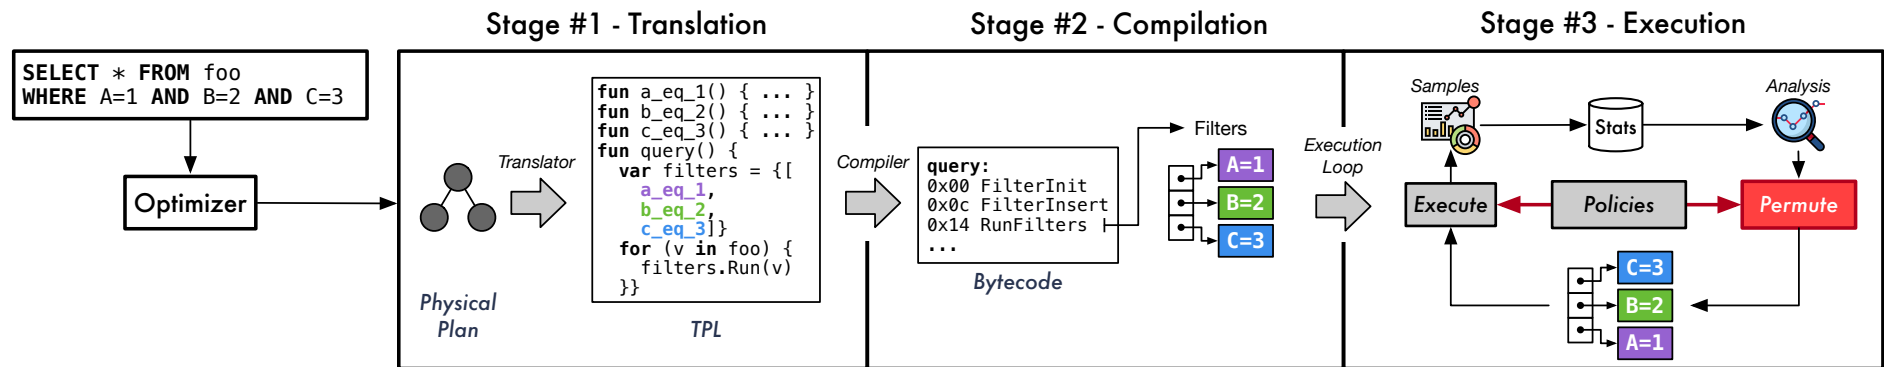 Stage #1 - Translation
Stage #2 - Compilation
Stage #3 - Execution
SELECT * FROM foo
WHERE A=1 AND B=2 AND C=3
Optimizer
Physical
Plan
Translator
fun a_eq_1() { ... }
fun b_eq_2() { ... }
fun c_eq_3() { ... }
fun query() {
var filters = {[
a_eq_1,
b_eq_2,
c_eq_3]}
for (v in foo) {
filters.Run(v)
}}
TPL
Compiler
query:
0x00 FilterInit
0x0c FilterInsert
0x14 RunFilters
...
Bytecode
Filters
A=1
B=2
C=3
Execution
Loop
Samples
Stats
Analysis
Execute
Policies
Permute
C=3
B=2
A=1